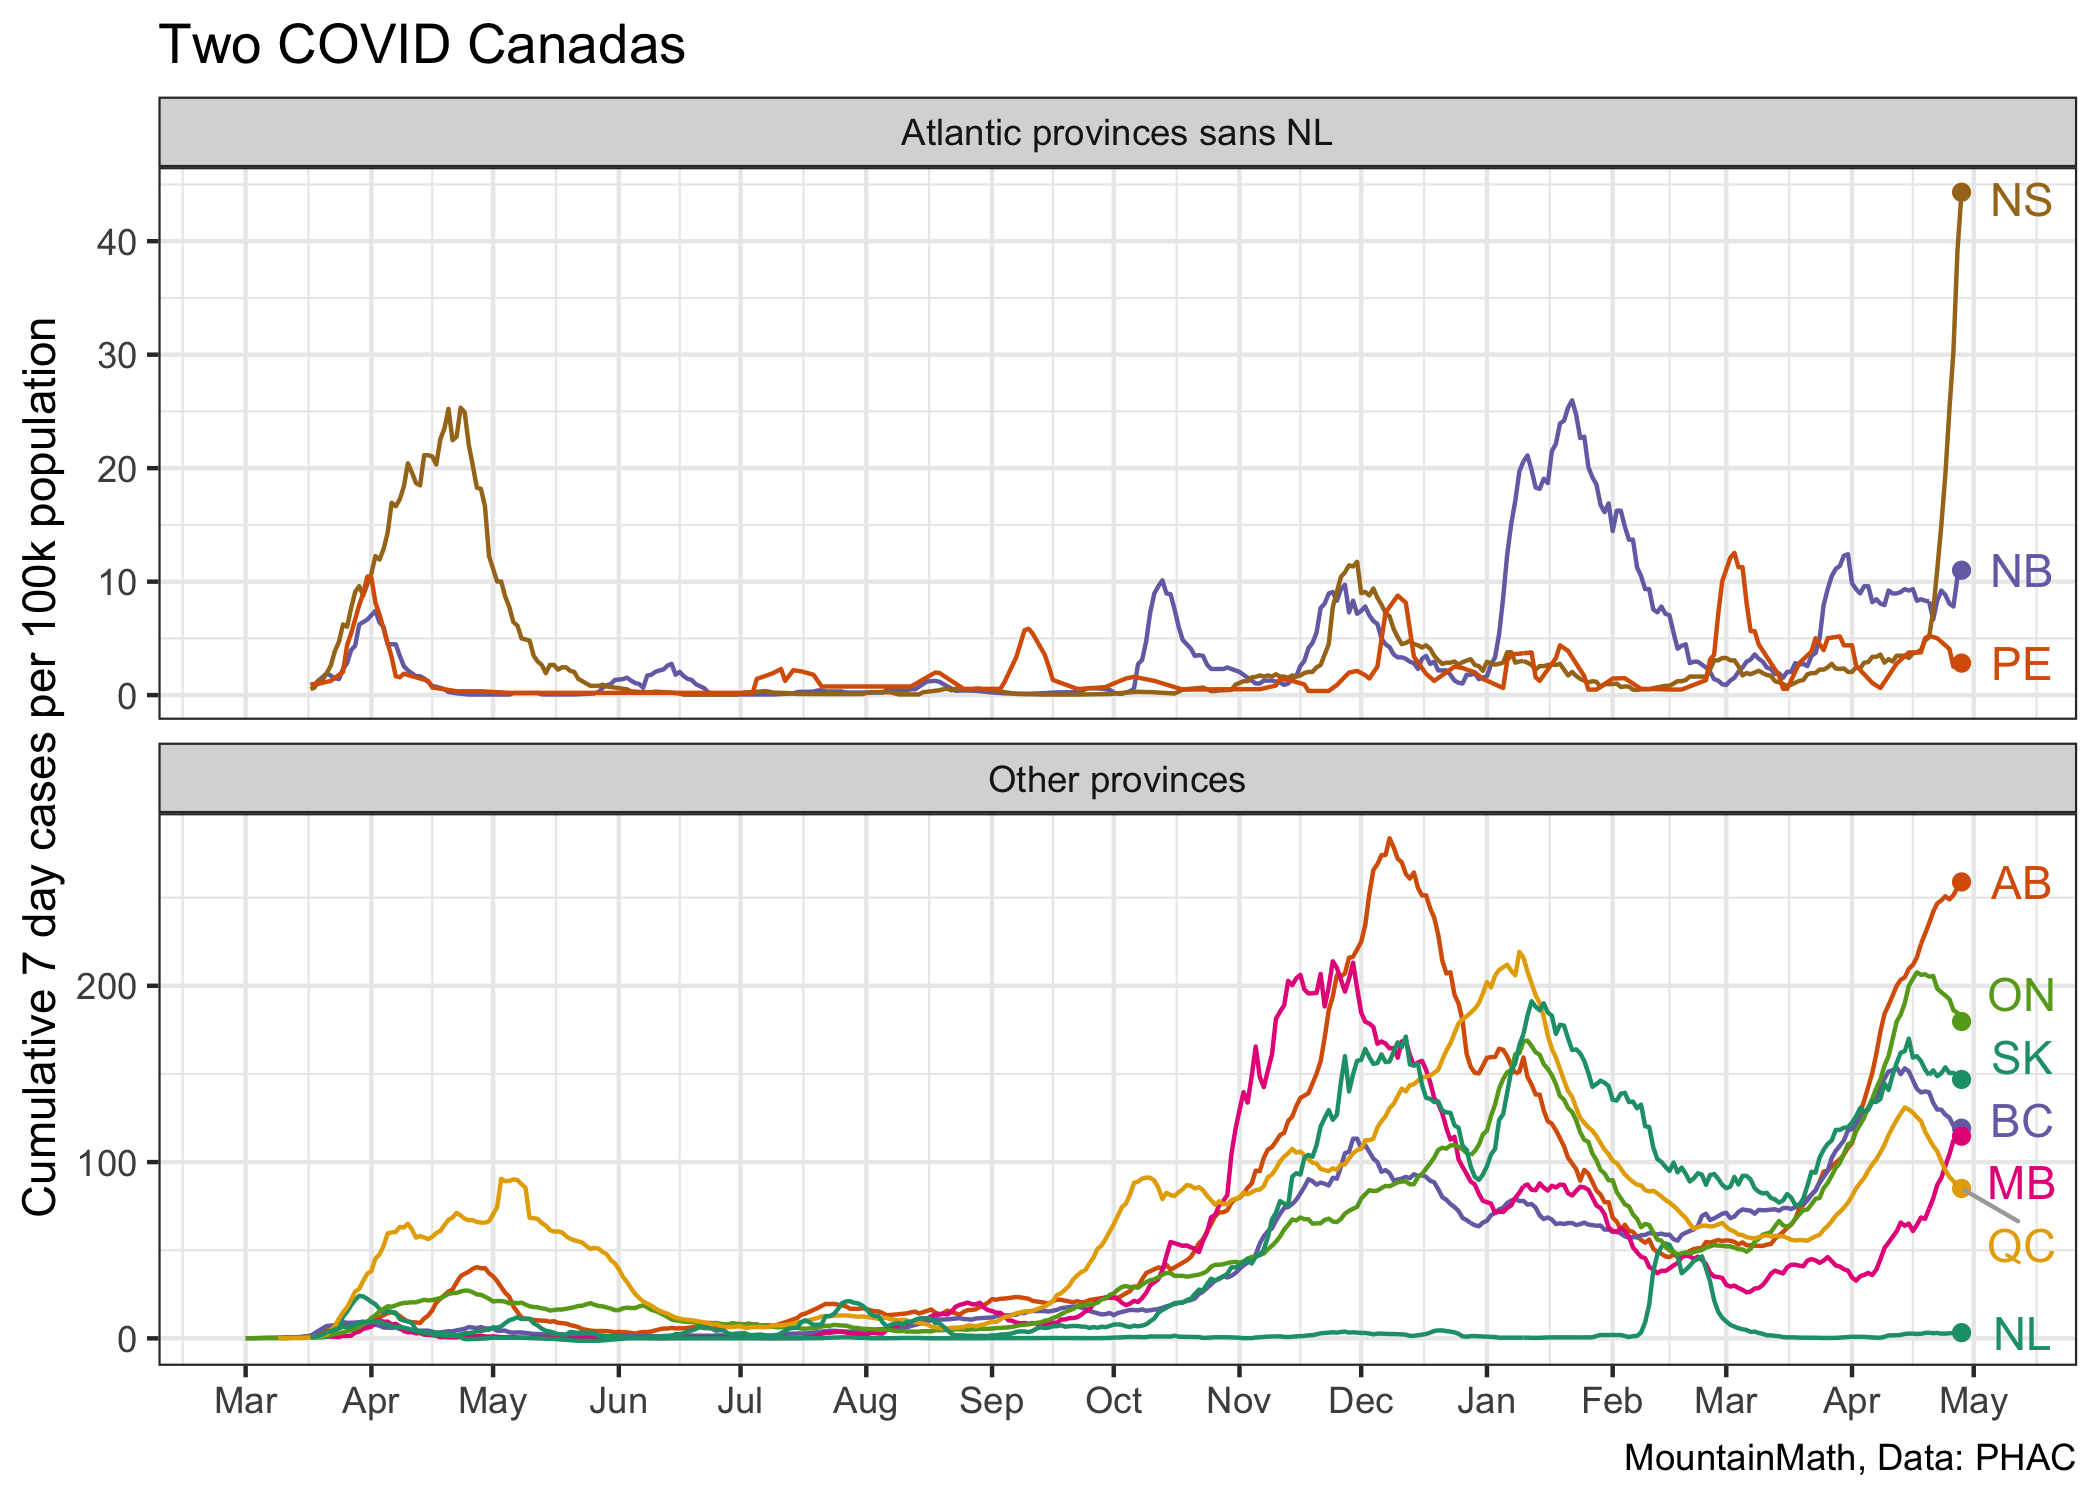 Two COVID Canadas
Atlantic provinces sans NL
Cumulative 7 day cases per 100k population
40
30
20
10
0
NS
NB
PE
Other provinces
200
100
0
AB
ON
SK
BC
MB
QC
NL
Mar Apr May Jun Jul Aug Sep Oct Nov Dec Jan Feb Mar Apr May
MountainMath, Data: PHAC